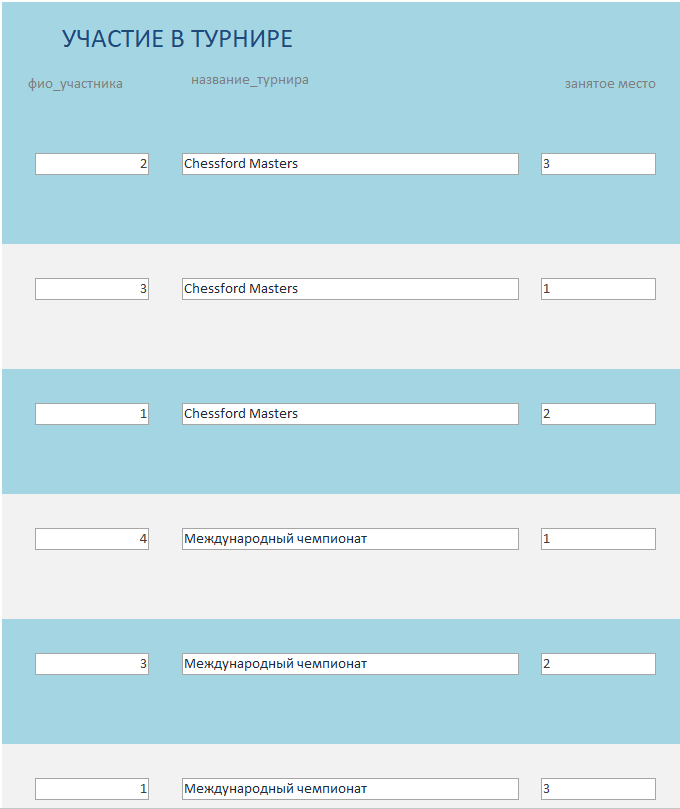 УЧАСТИЕ В ТУРНИРЕ
фио_участника название_турнира занятое место
2 Chessford Masters 3
3 Chessford Masters 1
1 Chessford Masters 2
4 Международный чемпионат 1
3 Международный чемпионат 2
1 Международный чемпионат 3